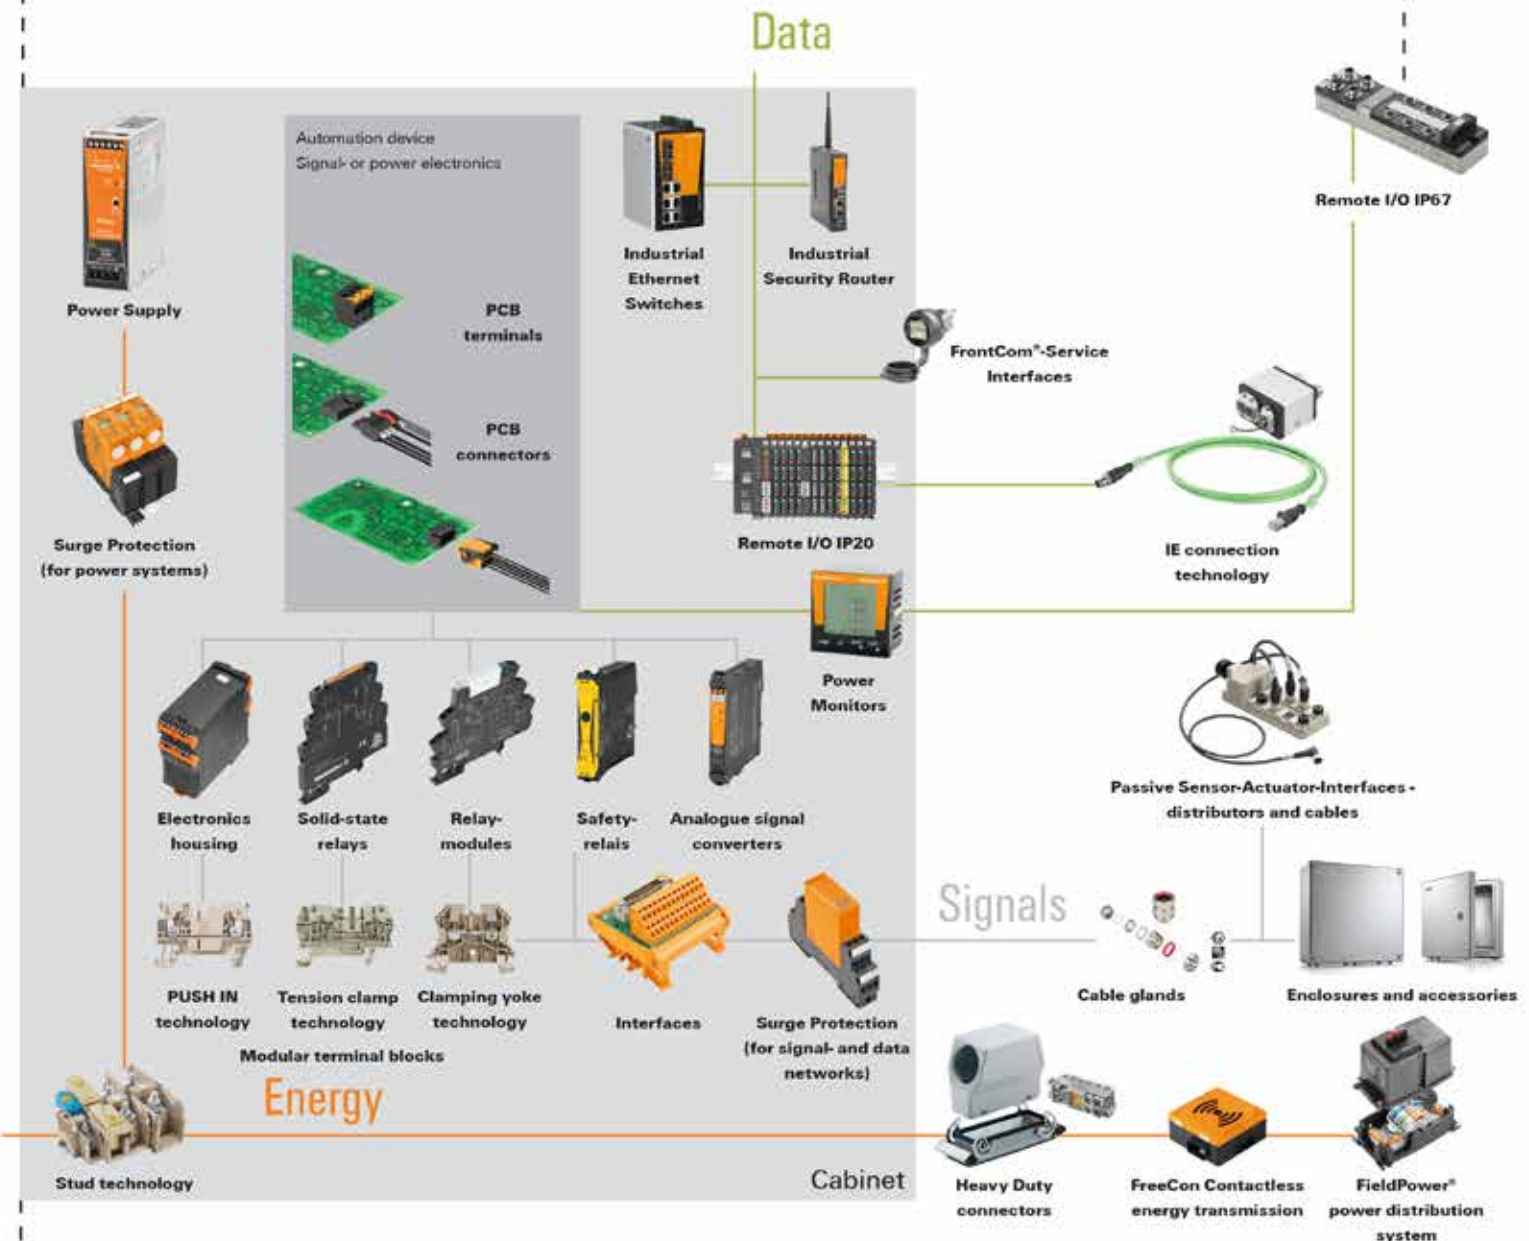 Data
Automation device
Signal- or power electronics
Remote I/O IP67
Industrial
Ethernet
Switches
Industrial
Security Router
Power Supply
PCB
terminals
FrontCom®-Service
Interfaces
PCB
connectors
Surge Protection
(for power systems)
Remote I/O IP20
IE connection
technology
Power
Monitors
Passive Sensor-Actuator-Interfaces -
distributors and cables
Electronics
housing
Solid-state
relays
Relay-
modules
Safety-
relais
Analogue signal
converters
Signals
PUSH IN
technology
Tension clamp
technology
Clamping yoke
technology
Modular terminal blocks
Interfaces
Surge Protection
(for signal- and data
networks)
Cable glands
Enclosures and accessories
Energy
Stud technology
Cabinet
Heavy Duty
connectors
FreeCon Contactless
energy transmission
FieldPower®
power distribution
system